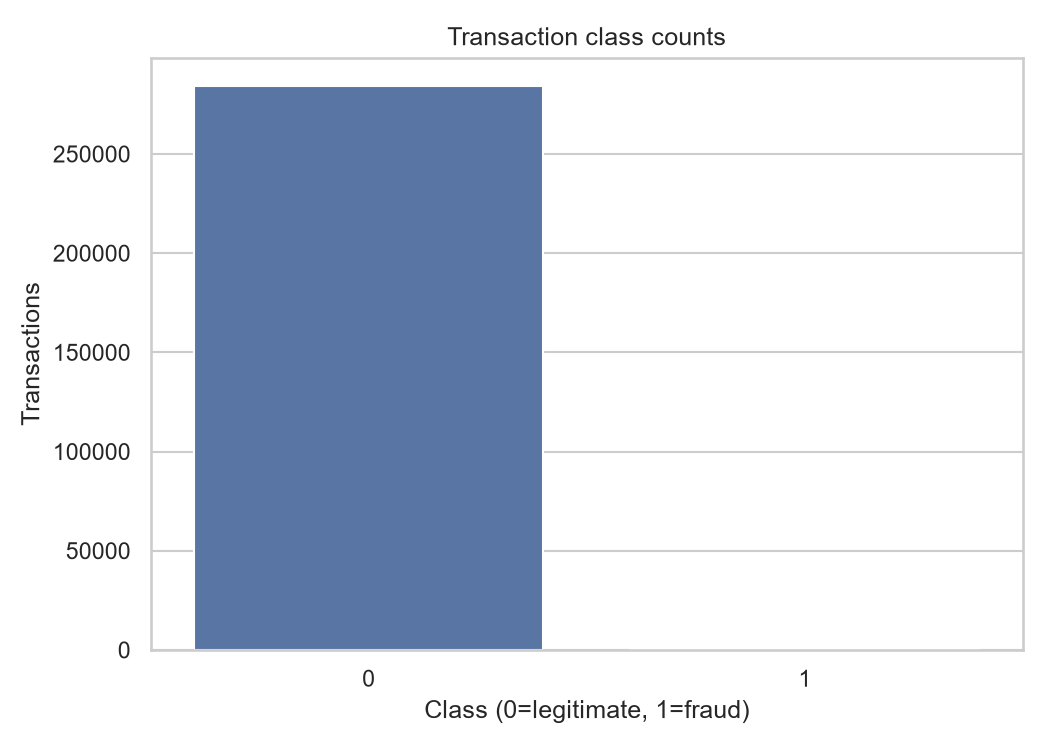 Transaction class counts
250000
200000
150000
100000
50000
0
Transactions
0 1
Class (0=legitimate, 1=fraud)